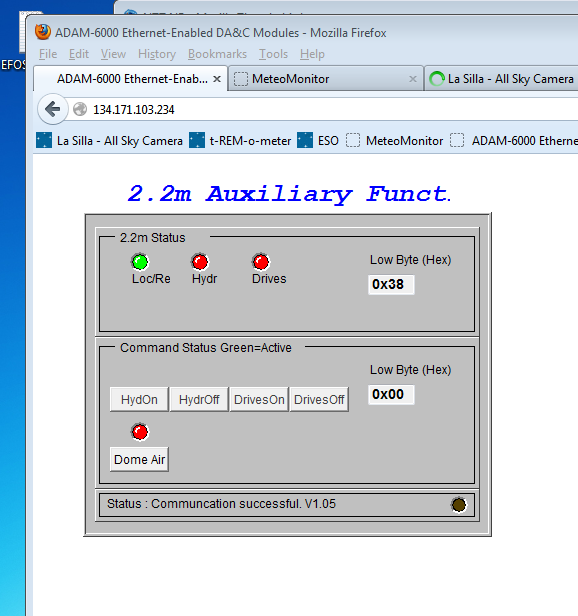 ADAM-6000 Ethernet-Enabled DA&C Modules - Mozilla Firefox
File Edit View History Bookmarks Tools Help
ADAM-6000 Ethernet-Enab... × MeteoMonitor × La Silla - All Sky Camera
134.171.103.234
La Silla - All Sky Camera t-REM-o-meter ESO MeteoMonitor ADAM-6000 Etherne
2.2m Auxiliary Funct.
2.2m Status
Low Byte (Hex)
Loc/Re Hydr Drives
0x38
Command Status Green=Active
Low Byte (Hex)
0x00
HydOn HydrOff DrivesOn DrivesOff
Dome Air
Status : Communcation successful. V1.05